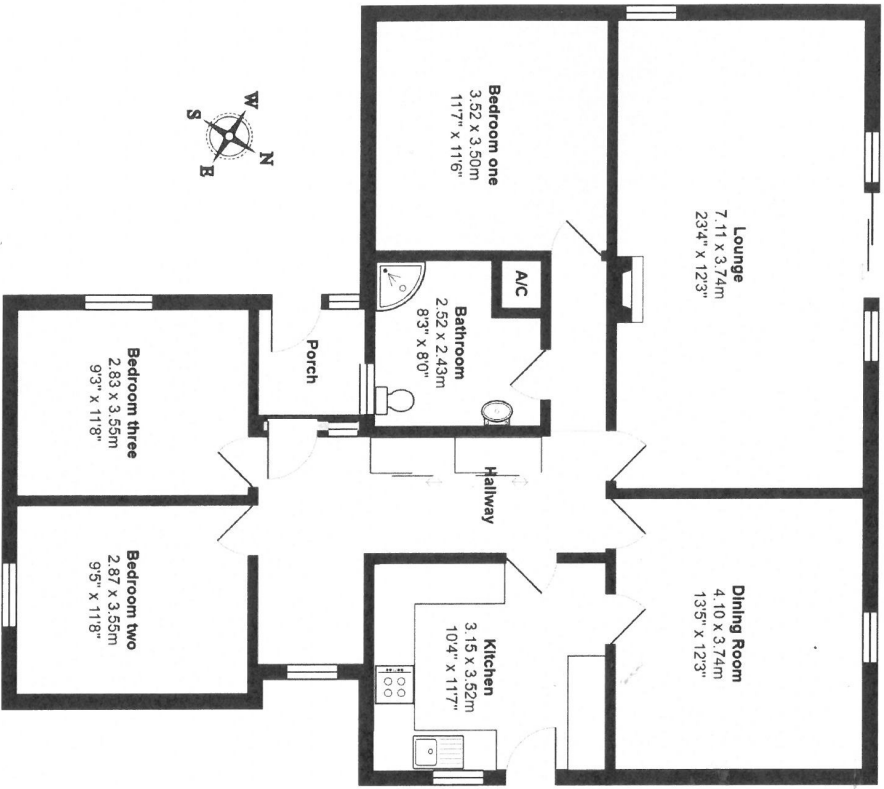 Lounge
7.11 x 3.74m
23'4" x 12'3"
Dining Room
4.10 x 3.74m
13'5" x 12'3"
Bedroom one
3.52 x 3.50m
11'7" x 11'6"
A/C
Bathroom
2.52 x 2.43m
8'3" x 8'0"
Hallway
Kitchen
3.15 x 3.52m
10'4" x 11'7"
Porch
Bedroom three
2.83 x 3.55m
9'3" x 11'8"
Bedroom two
2.87 x 3.55m
9'5" x 11'8"
W
N
S
E